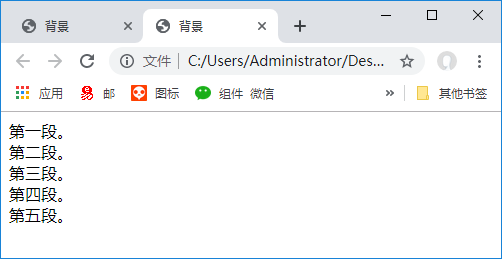 背景
背景
文件 C:/Users/Administrator/Des...
应用 易 邮 图标 组件 微信 » 其他书签
第一段。
第二段。
第三段。
第四段。
第五段。